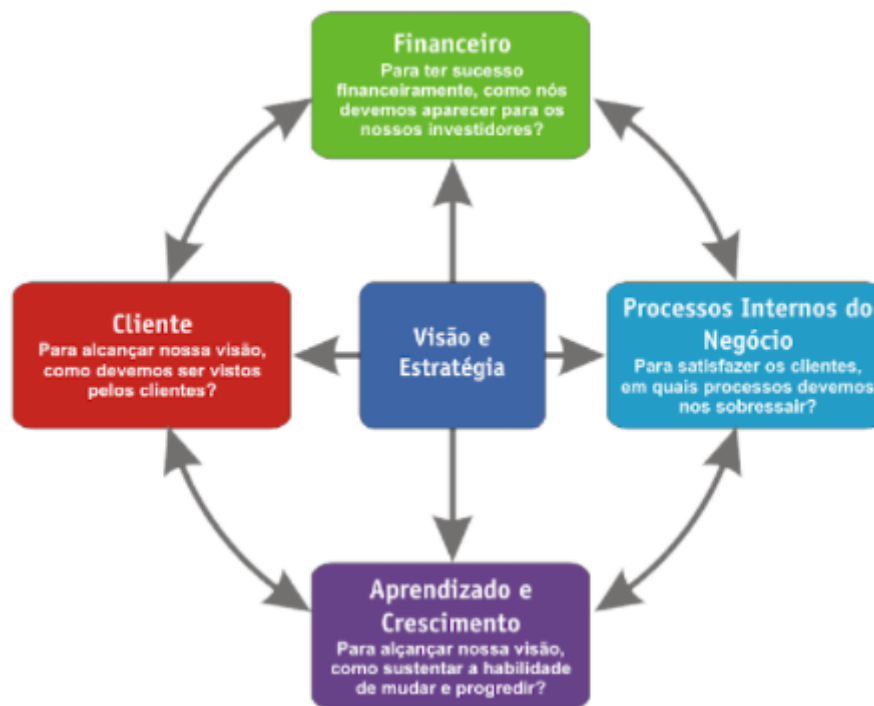 Financeiro
Para ter sucesso
financeiramente, como nós
devemos aparecer para os
nossos investidores?
Cliente
Para alcançar nossa visão,
como devemos ser vistos
pelos clientes?
Visão e
Estratégia
Processos Internos do
Negócio
Para satisfazer os clientes,
em quais processos devemos
nos sobressair?
Aprendizado e
Crescimento
Para alçançar nossa visão,
como sustentar a habilidade
de mudar e progredir?